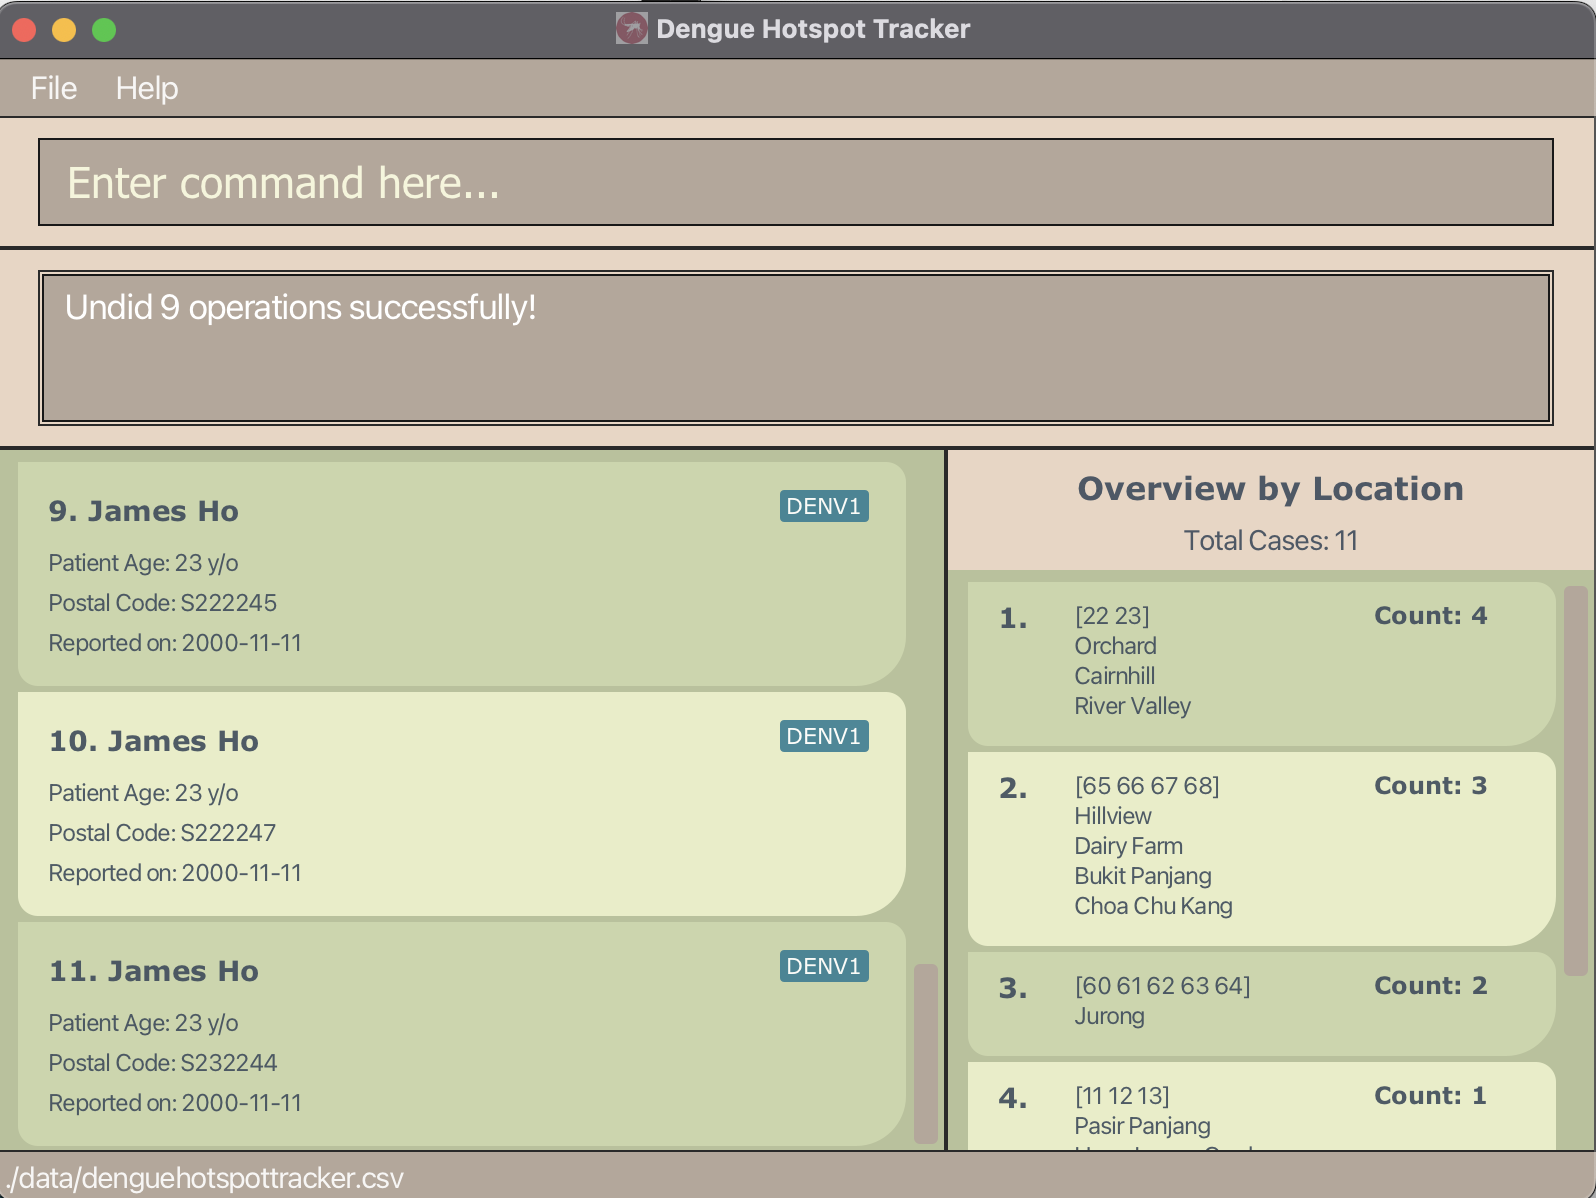 Dengue Hotspot Tracker
File Help
Enter command here...
Undid 9 operations successfully!
9. James Ho
DENV1
Patient Age: 23 y/o
Postal Code: S222245
Reported on: 2000-11-11
10. James Ho
DENV1
Patient Age: 23 y/o
Postal Code: S222247
Reported on: 2000-11-11
11. James Ho
DENV1
Patient Age: 23 y/o
Postal Code: S232244
Reported on: 2000-11-11
Overview by Location
Total Cases: 11
1. [22 23] Count: 4
Orchard
Cairnhill
River Valley
2. [65 66 67 68] Count: 3
Hillview
Dairy Farm
Bukit Panjang
Choa Chu Kang
3. [60 61 62 63 64] Count: 2
Jurong
4. [11 12 13] Count: 1
Pasir Panjang
./data/denguehotspottracker.csv